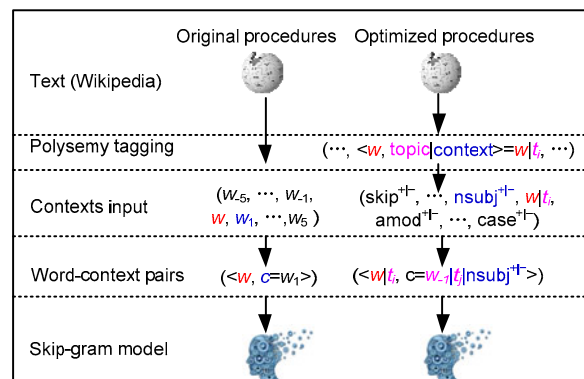 Original procedures Optimized procedures
Text (Wikipedia)
Polysemy tagging (···, <w, topic|context>=w|tᵢ, ···)
(w₋₅, ···, w₋₁, (skip⁺|⁻, ···, nsubj⁺|⁻, w|tᵢ,
Contexts input
w, w₁, ···,w₅ ) amod⁺|⁻, ···, case⁺|⁻)
Word-context pairs (<w, c=w₁>) (<w|tᵢ, c=w₋₁|tⱼ|nsubj⁺|⁻>)
Skip-gram model